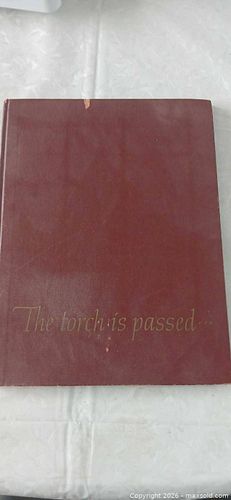 The torch is passed...
Copyright 2026 - maxsold.com